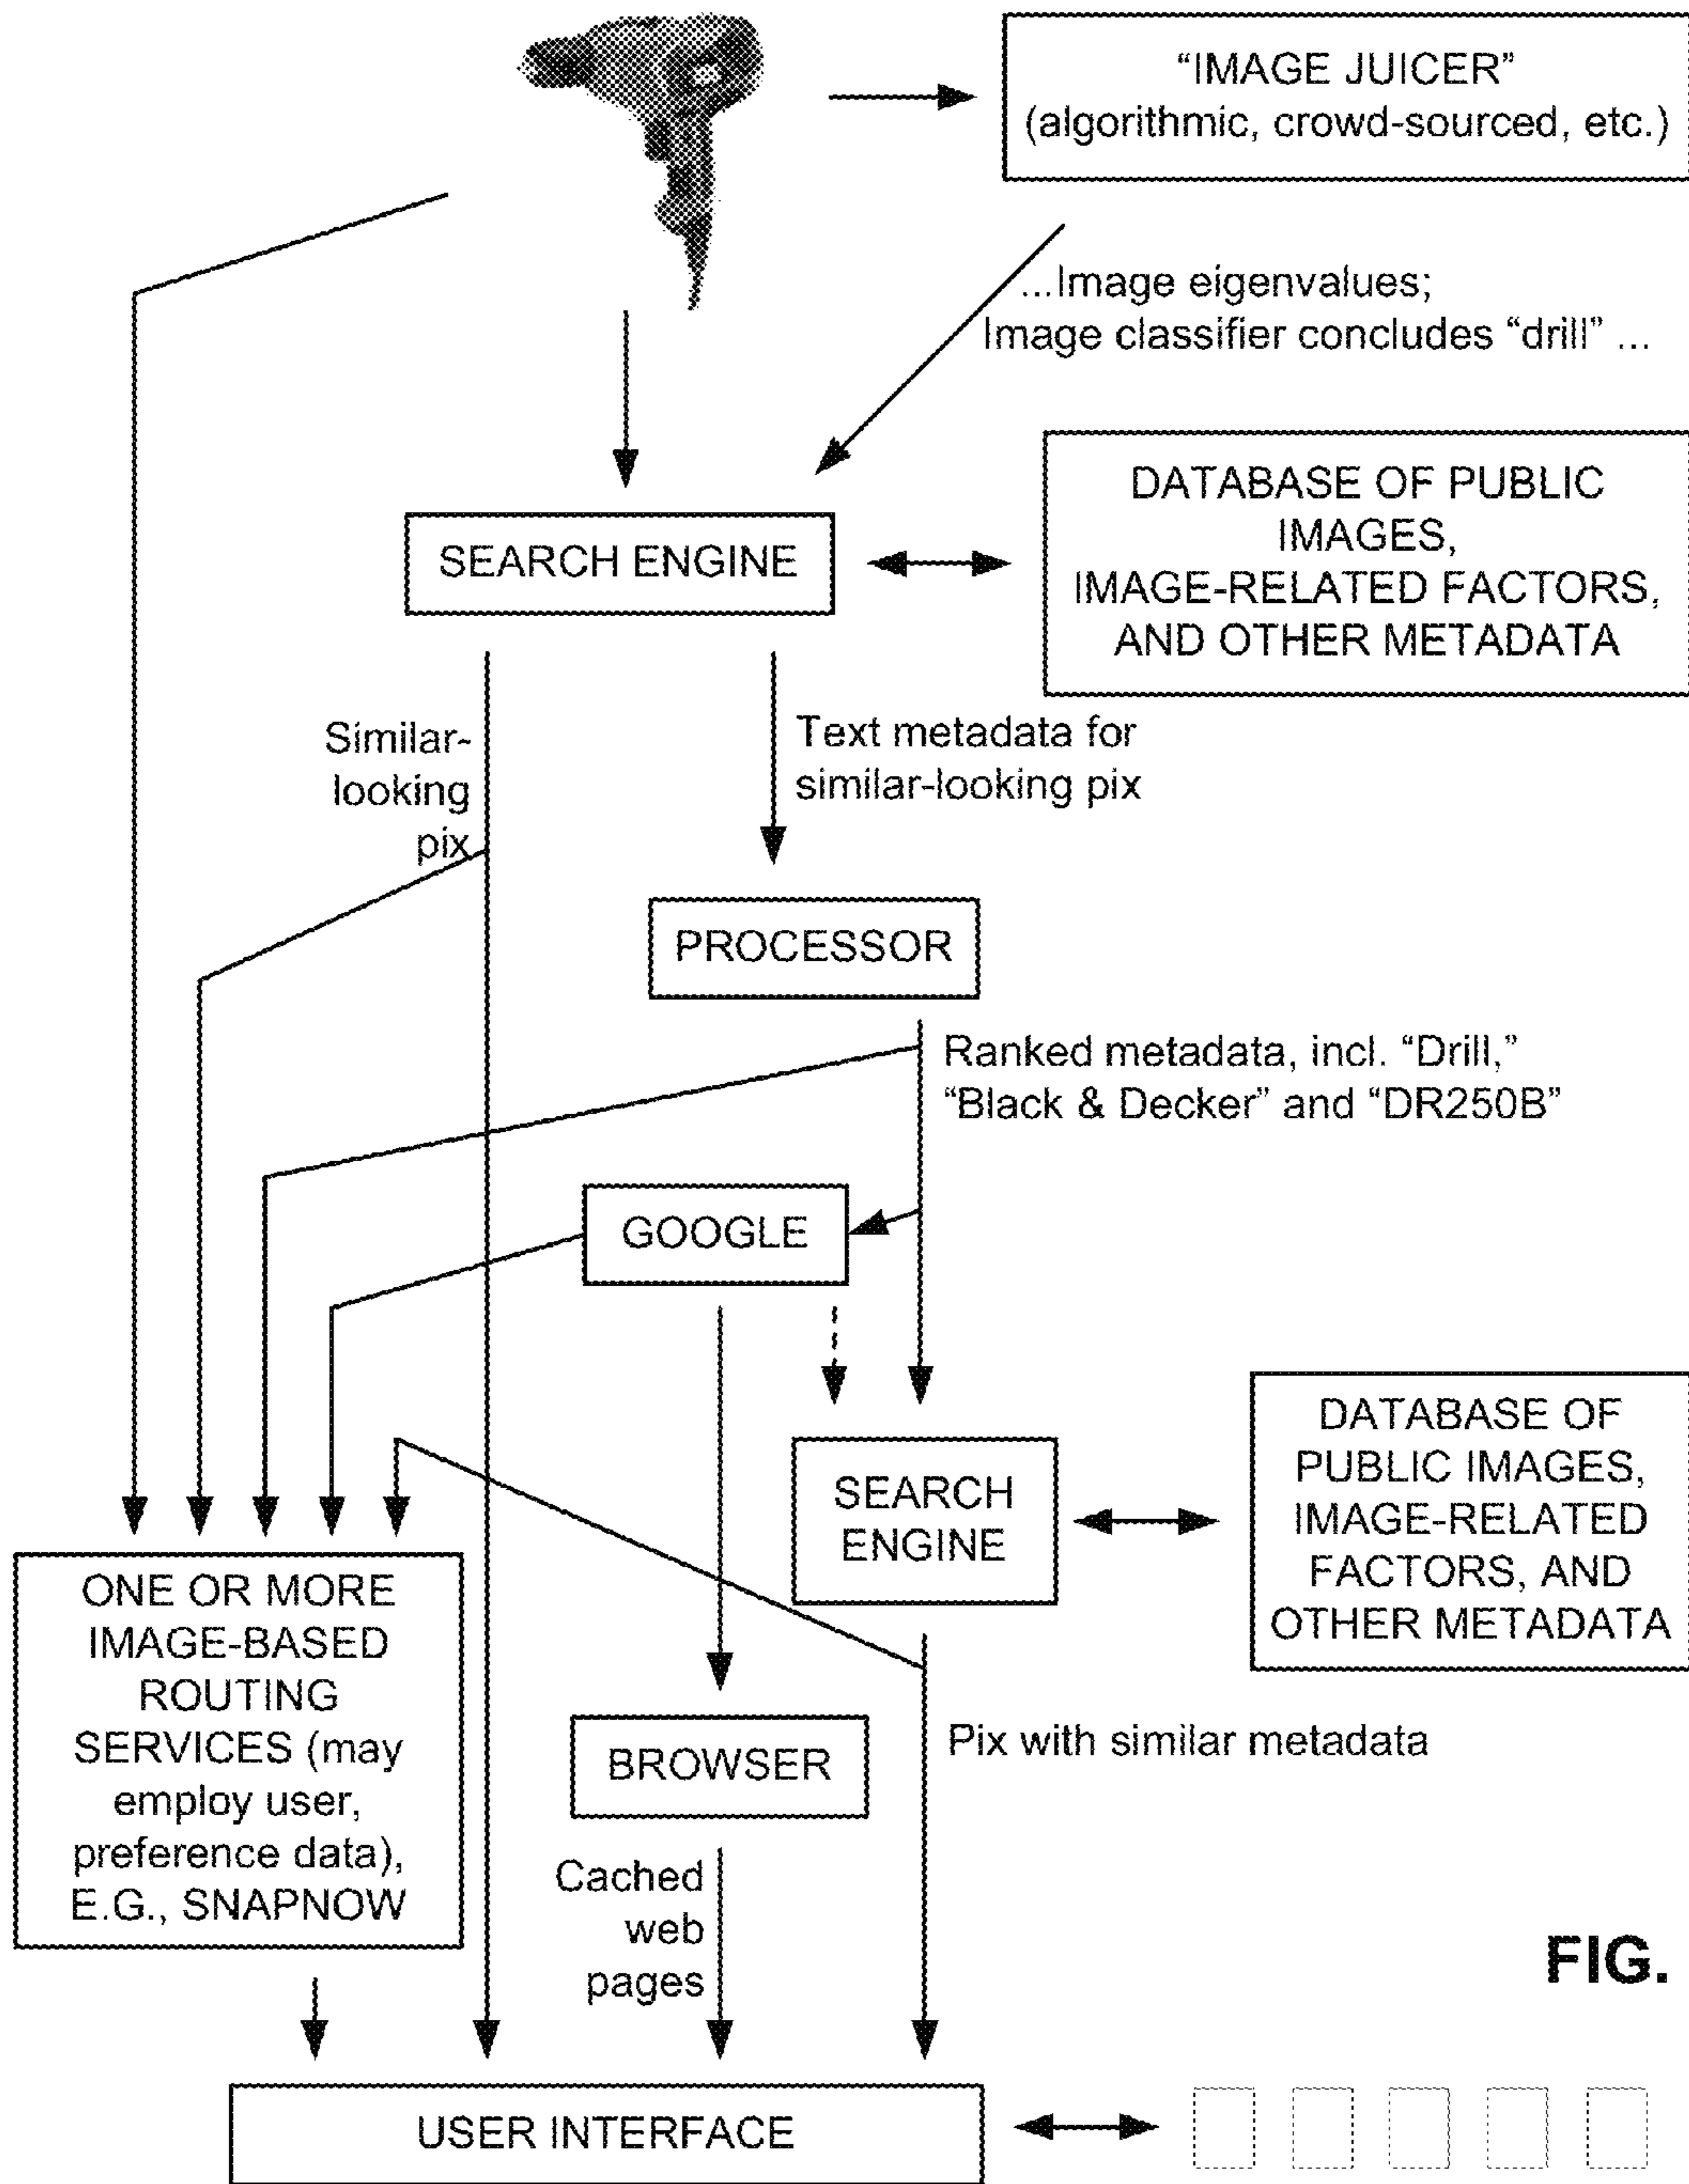 “IMAGE JUICER”
(algorithmic, crowd-sourced, etc.)
...Image eigenvalues;
Image classifier concludes “drill” ...
SEARCH ENGINE
DATABASE OF PUBLIC
IMAGES,
IMAGE-RELATED FACTORS,
AND OTHER METADATA
Similar-
looking
pix
Text metadata for
similar-looking pix
PROCESSOR
Ranked metadata, incl. “Drill,”
“Black & Decker” and “DR250B”
GOOGLE
SEARCH
ENGINE
DATABASE OF
PUBLIC IMAGES,
IMAGE-RELATED
FACTORS, AND
OTHER METADATA
ONE OR MORE
IMAGE-BASED
ROUTING
SERVICES (may
employ user,
preference data),
E.G., SNAPNOW
BROWSER
Pix with similar metadata
Cached
web
pages
FIG.
USER INTERFACE